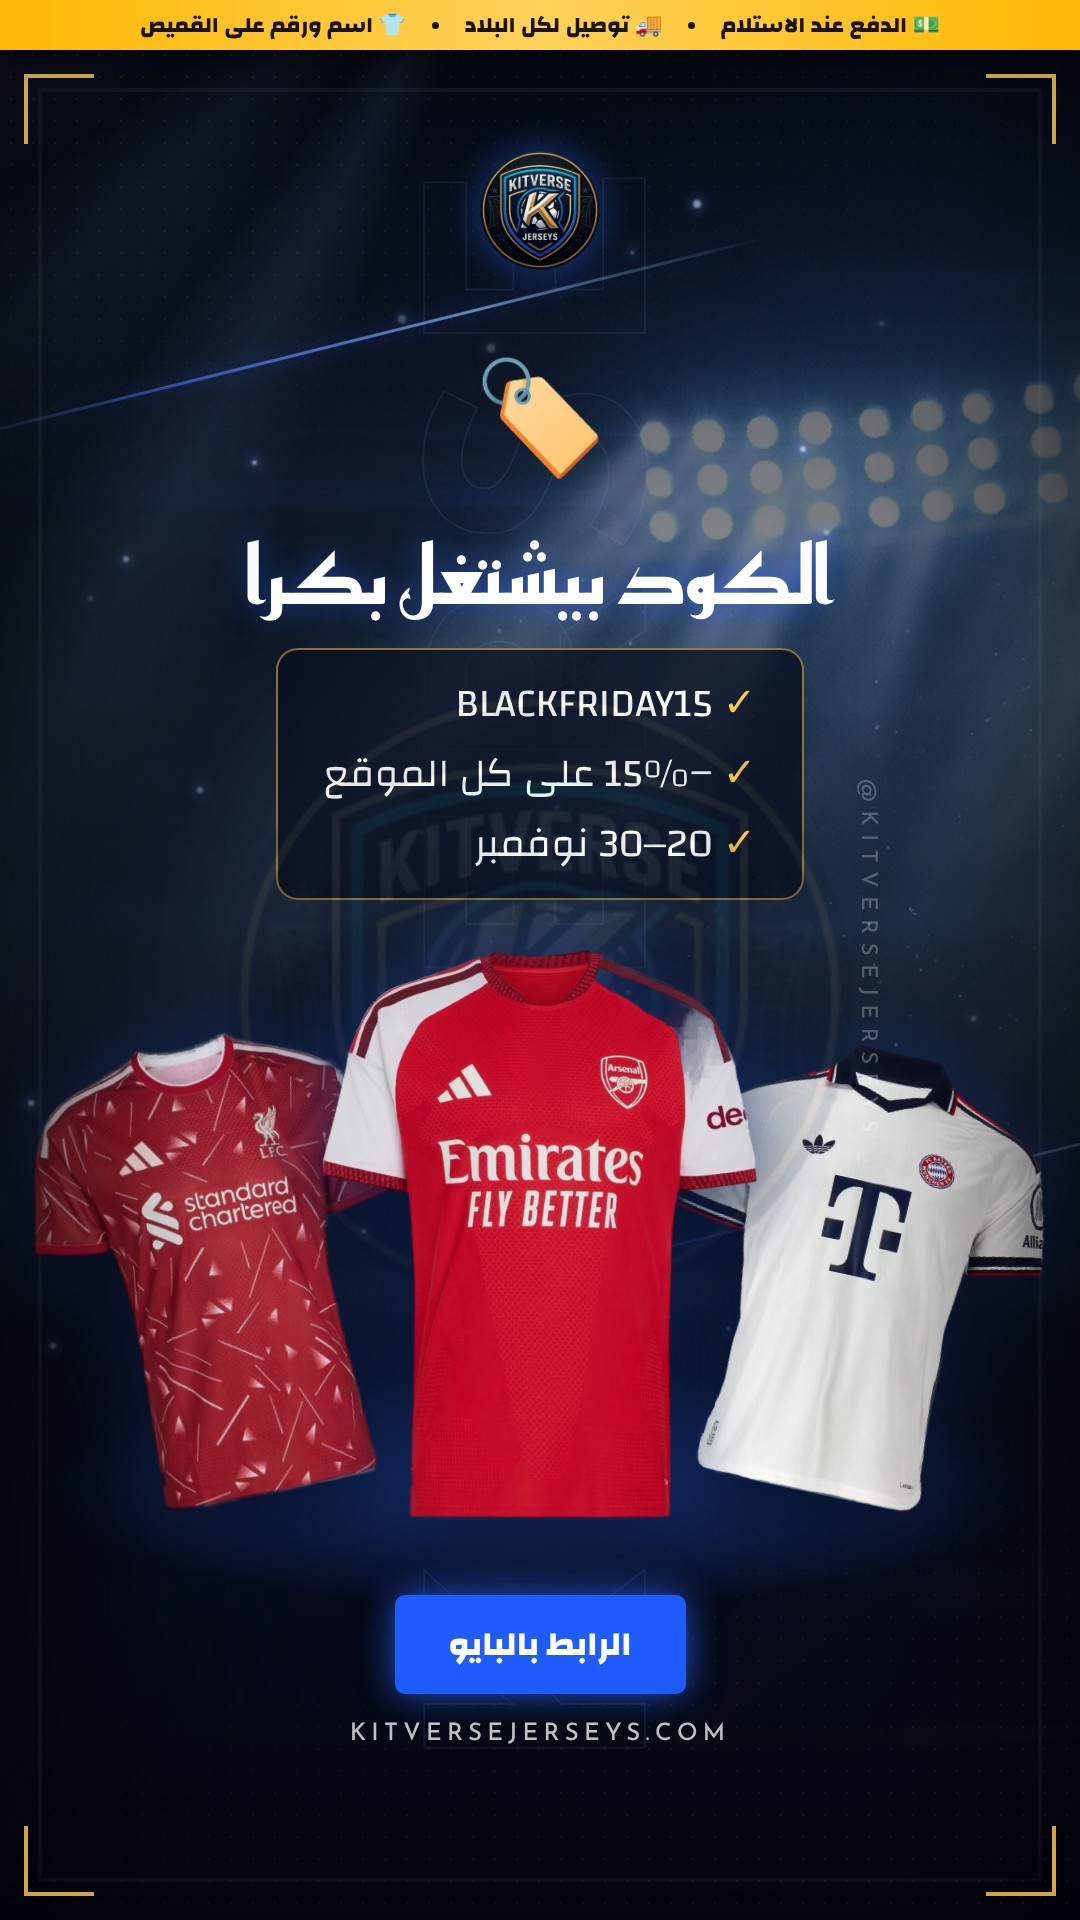 💵 الدفع عند الاستلام • 🚚 توصيل لكل البلاد • 👕 اسم ورقم على القميص
KITVERSE
K
JERSEYS
الكود بيشتغل بكرا
✓ BLACKFRIDAY15
✓ −15% على كل الموقع
✓ 20–30 نوفمبر
KITVERSE
@KITVERSEJERSEYS
L.F.C.
standard
chartered
Arsenal
Emirates
FLY BETTER
T
الرابط بالبايو
KITVERSEJERSEYS.COM